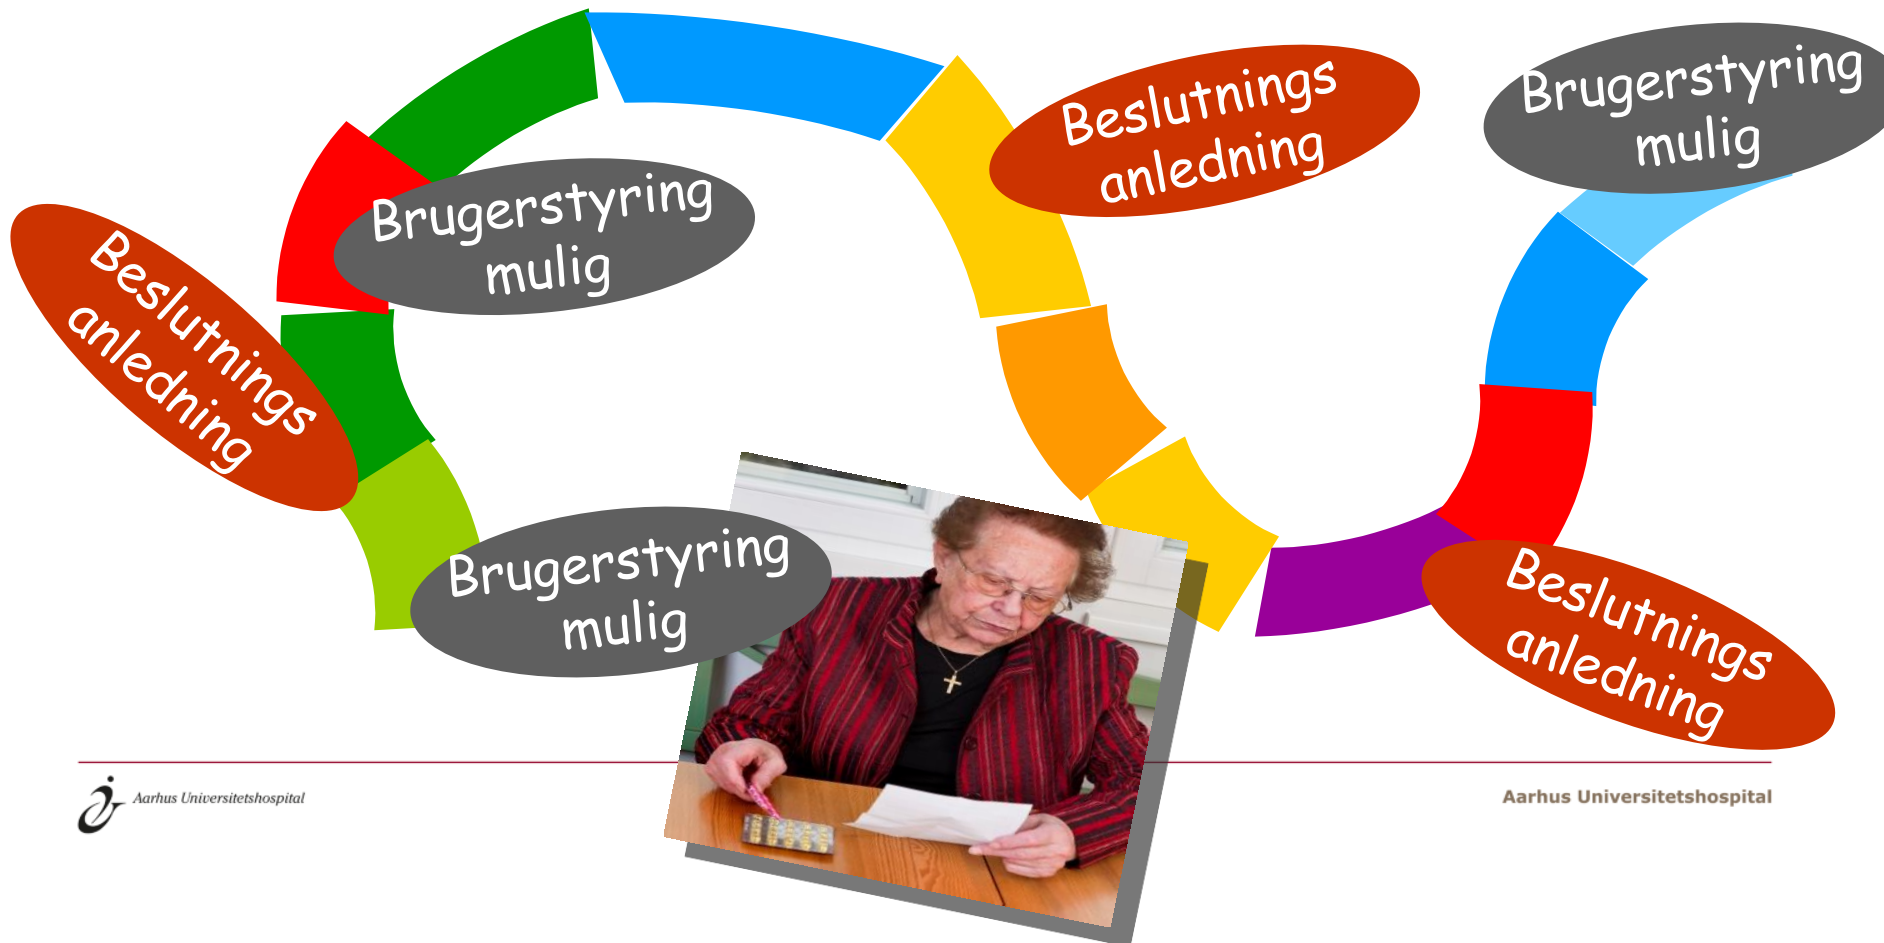 Beslutnings
anledning
Brugerstyring
mulig
Brugerstyring
mulig
Beslutnings
anledning
Brugerstyring
mulig
Beslutnings
anledning
Aarhus Universitetshospital
Aarhus Universitetshospital